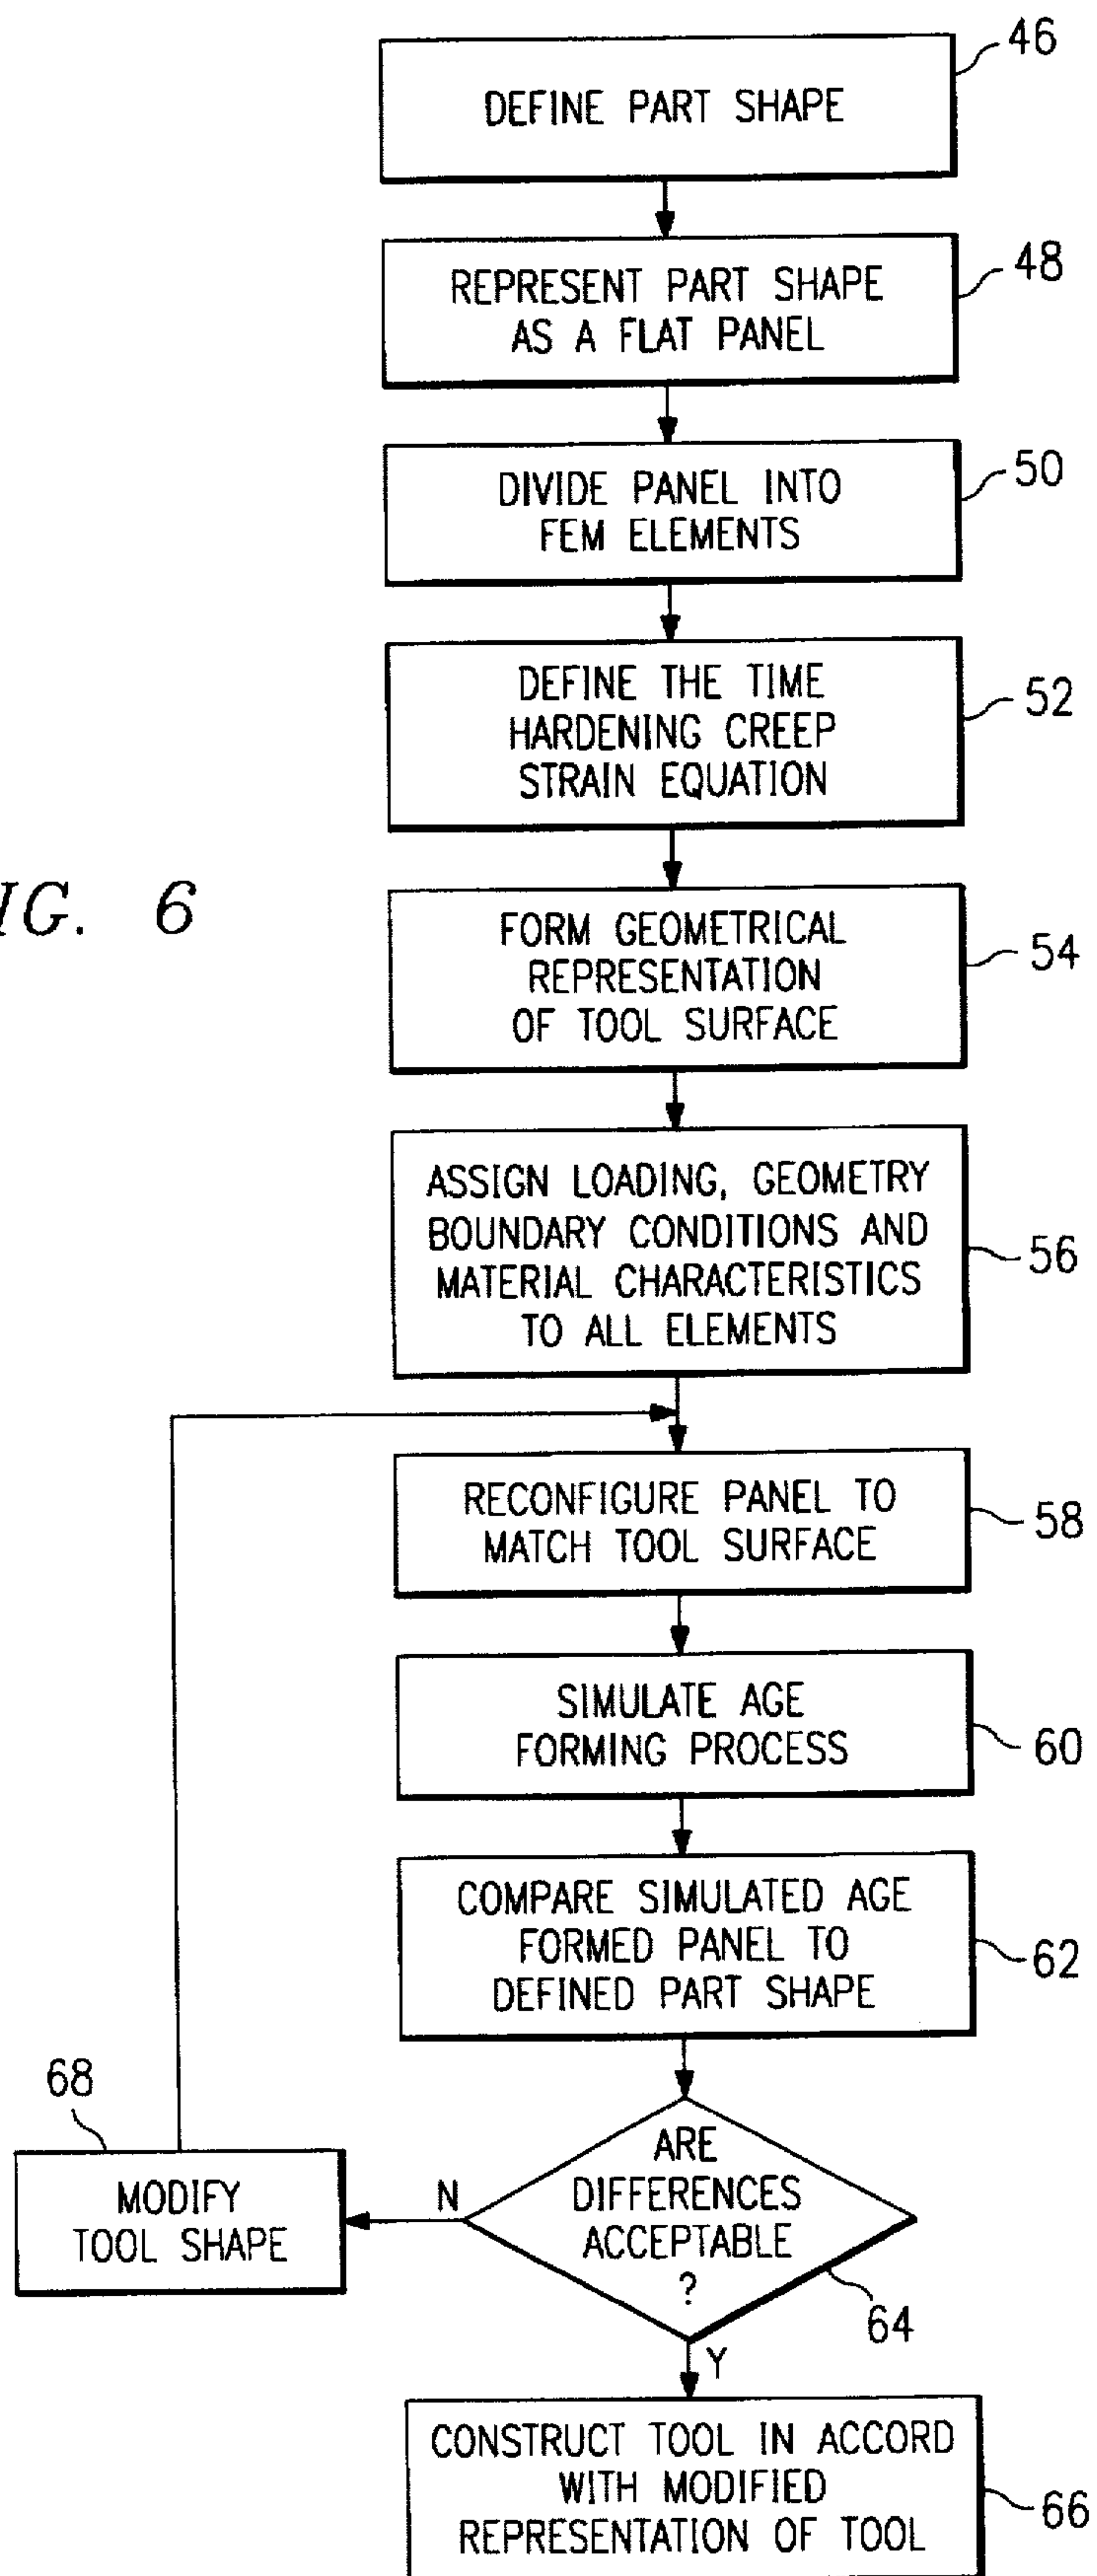 46
DEFINE PART SHAPE
48
REPRESENT PART SHAPE
AS A FLAT PANEL
50
DIVIDE PANEL INTO
FEM ELEMENTS
52
DEFINE THE TIME
HARDENING CREEP
STRAIN EQUATION
IG. 6
54
FORM GEOMETRICAL
REPRESENTATION
OF TOOL SURFACE
56
ASSIGN LOADING, GEOMETRY
BOUNDARY CONDITIONS AND
MATERIAL CHARACTERISTICS
TO ALL ELEMENTS
58
RECONFIGURE PANEL TO
MATCH TOOL SURFACE
60
SIMULATE AGE
FORMING PROCESS
62
COMPARE SIMULATED AGE
FORMED PANEL TO
DEFINED PART SHAPE
68
MODIFY
TOOL SHAPE
N
ARE
DIFFERENCES
ACCEPTABLE
?
64
Y
CONSTRUCT TOOL IN ACCORD
WITH MODIFIED
REPRESENTATION OF TOOL
66